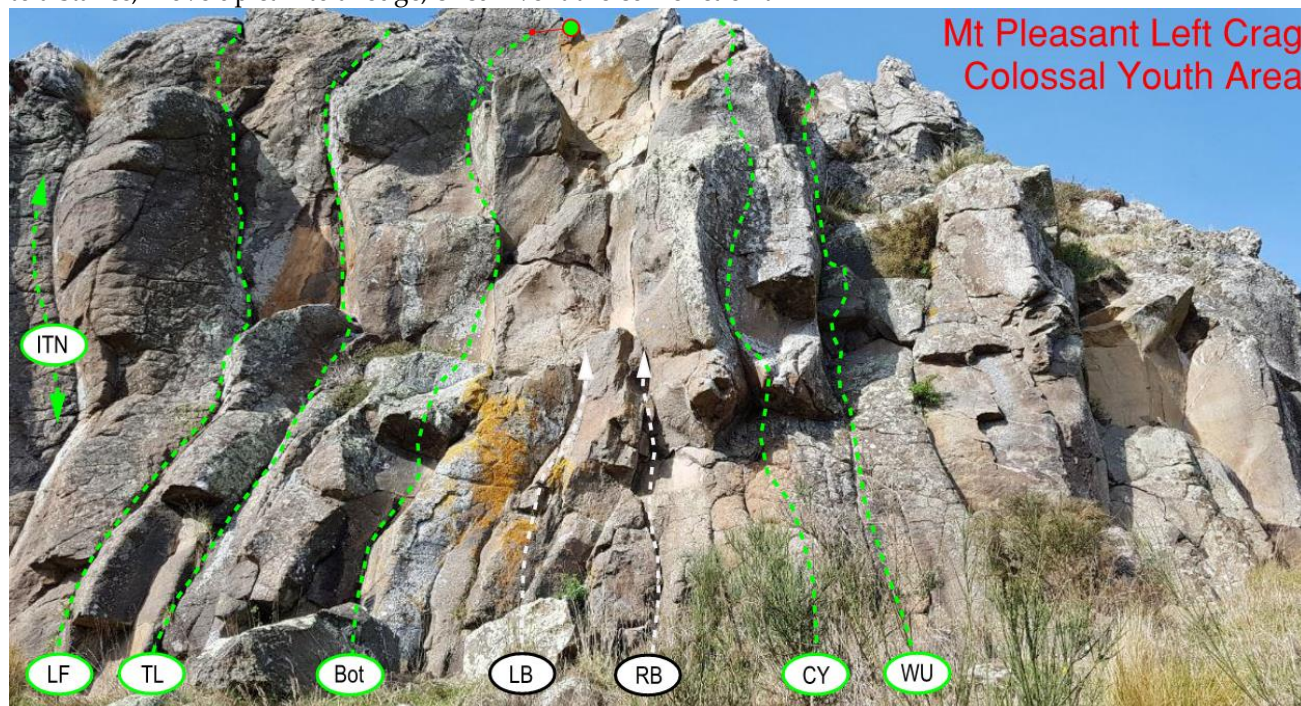 Mt Pleasant Left Crag
Colossal Youth Area
ITN
LF TL Bot LB RB CY WU